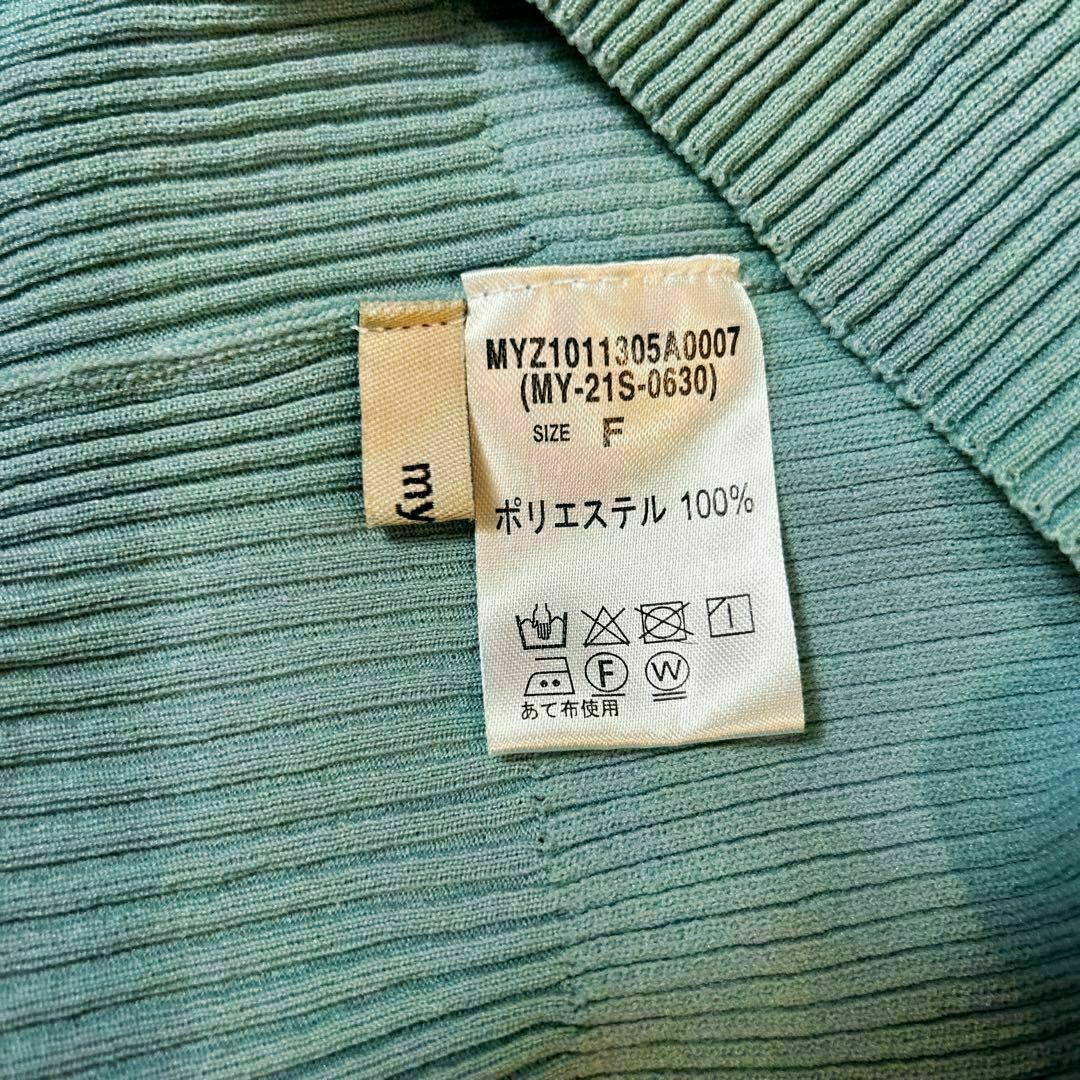 MYZ1011305A0007
(MY-21S-0630)
SIZE F
ポリエステル 100%
F W
あて布使用
my